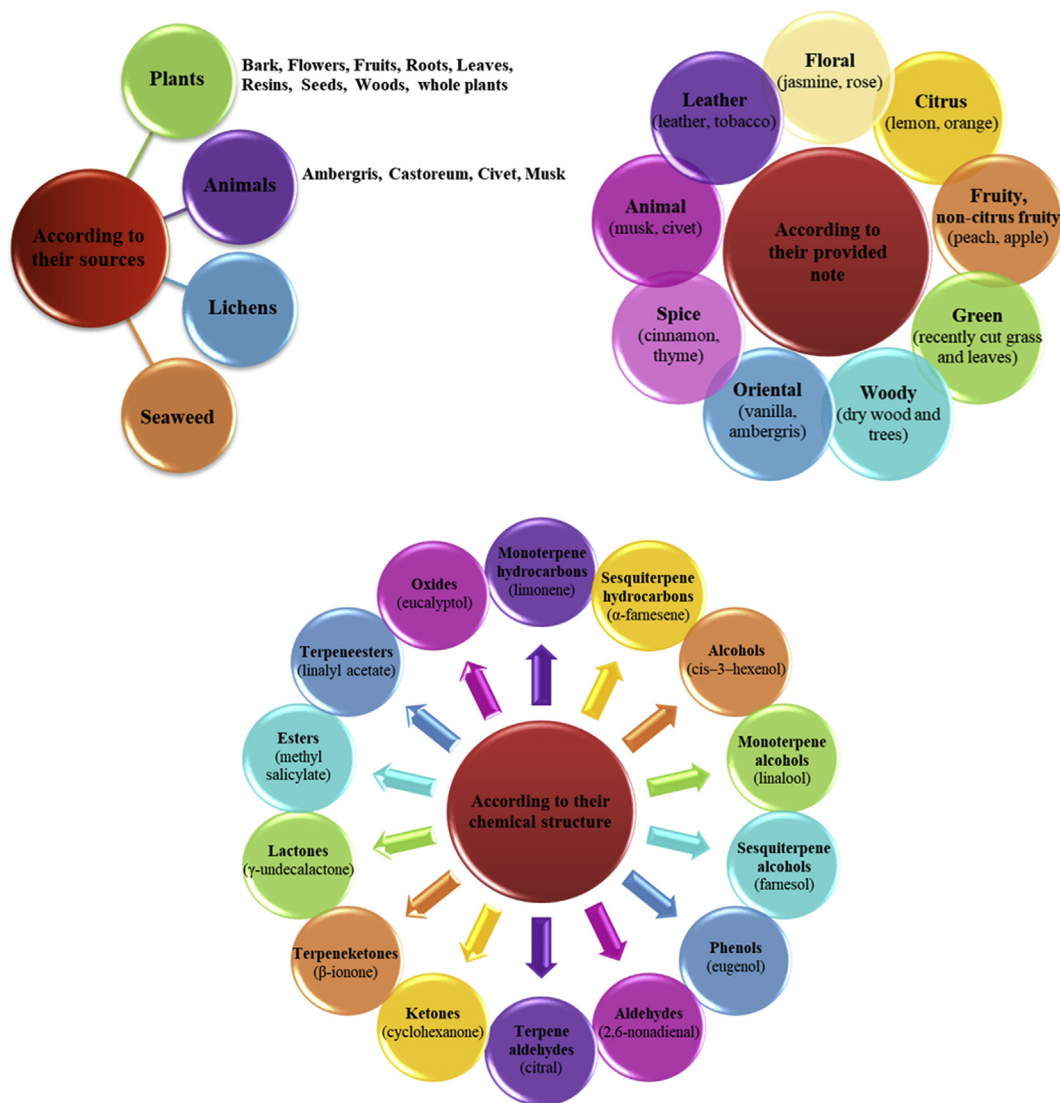 Plants
Bark, Flowers, Fruits, Roots, Leaves,
Resins, Seeds, Woods, whole plants
Animals
Ambergris, Castoreum, Civet, Musk
According to
their sources
Lichens
Seaweed
Floral
(jasmine, rose)
Citrus
(lemon, orange)
Fruity,
non-citrus fruity
(peach, apple)
Green
(recently cut grass
and leaves)
Woody
(dry wood and
trees)
Oriental
(vanilla,
ambergris)
Spice
(cinnamon,
thyme)
Animal
(musk, civet)
Leather
(leather, tobacco)
According to
their provided
note
Monoterpene
hydrocarbons
(limonene)
Sesquiterpene
hydrocarbons
(α-farnesene)
Alcohols
(cis–3–hexenol)
Monoterpene
alcohols
(linalool)
Sesquiterpene
alcohols
(farnesol)
Phenols
(eugenol)
Aldehydes
(2,6-nonadienal)
Terpene
aldehydes
(citral)
Ketones
(cyclohexanone)
Terpeneketones
(β-ionone)
Lactones
(γ-undecalactone)
Esters
(methyl
salicylate)
Terpeneesters
(linalyl acetate)
Oxides
(eucalyptol)
According to their
chemical structure